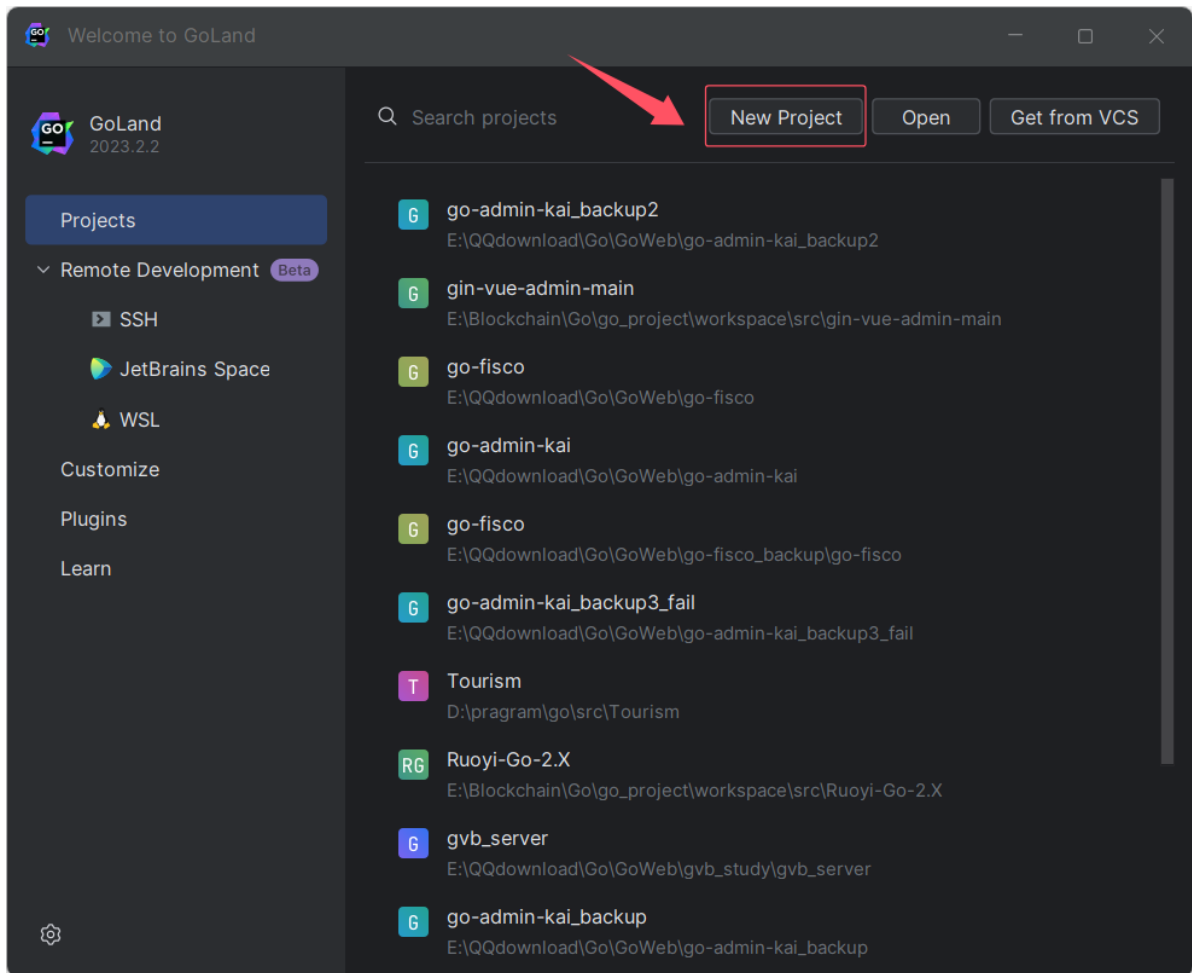 Welcome to GoLand
GoLand
2023.2.2
Projects
Remote Development Beta
SSH
JetBrains Space
WSL
Customize
Plugins
Learn
Search projects New Project Open Get from VCS
G go-admin-kai_backup2
E:\QQdownload\Go\GoWeb\go-admin-kai_backup2
G gin-vue-admin-main
E:\Blockchain\Go\go_project\workspace\src\gin-vue-admin-main
G go-fisco
E:\QQdownload\Go\GoWeb\go-fisco
G go-admin-kai
E:\QQdownload\Go\GoWeb\go-admin-kai
G go-fisco
E:\QQdownload\Go\GoWeb\go-fisco_backup\go-fisco
G go-admin-kai_backup3_fail
E:\QQdownload\Go\GoWeb\go-admin-kai_backup3_fail
T Tourism
D:\pragram\go\src\Tourism
RG Ruoyi-Go-2.X
E:\Blockchain\Go\go_project\workspace\src\Ruoyi-Go-2.X
G gvb_server
E:\QQdownload\Go\GoWeb\gvb_study\gvb_server
G go-admin-kai_backup
E:\QQdownload\Go\GoWeb\go-admin-kai_backup